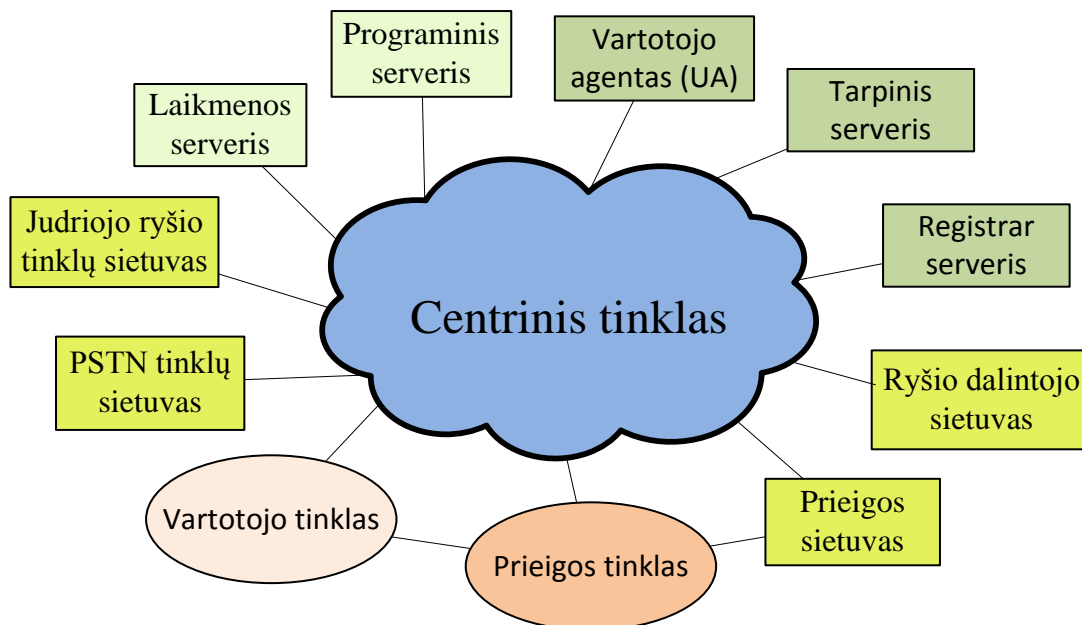 Programinis
serveris
Vartotojo
agentas (UA)
Laikmenos
serveris
Tarpinis
serveris
Judriojo ryšio
tinklų sietuvas
Registrar
serveris
Centrinis tinklas
PSTN tinklų
sietuvas
Ryšio dalintojo
sietuvas
Vartotojo tinklas
Prieigos tinklas
Prieigos
sietuvas